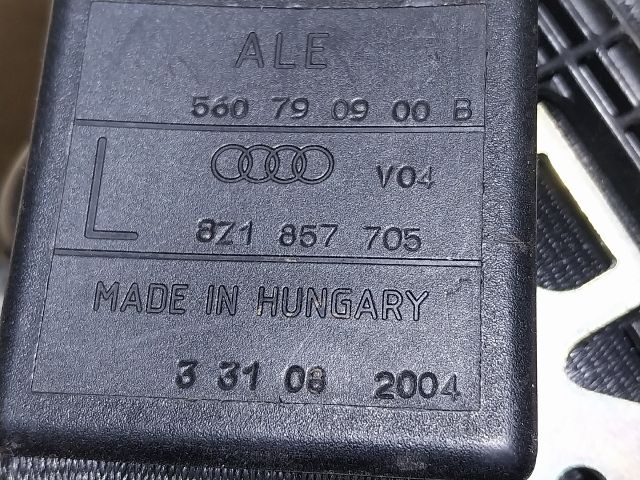 ALE
560 79 09 00 B
L V04
8Z1 857 705
MADE IN HUNGARY
3 31 08 2004